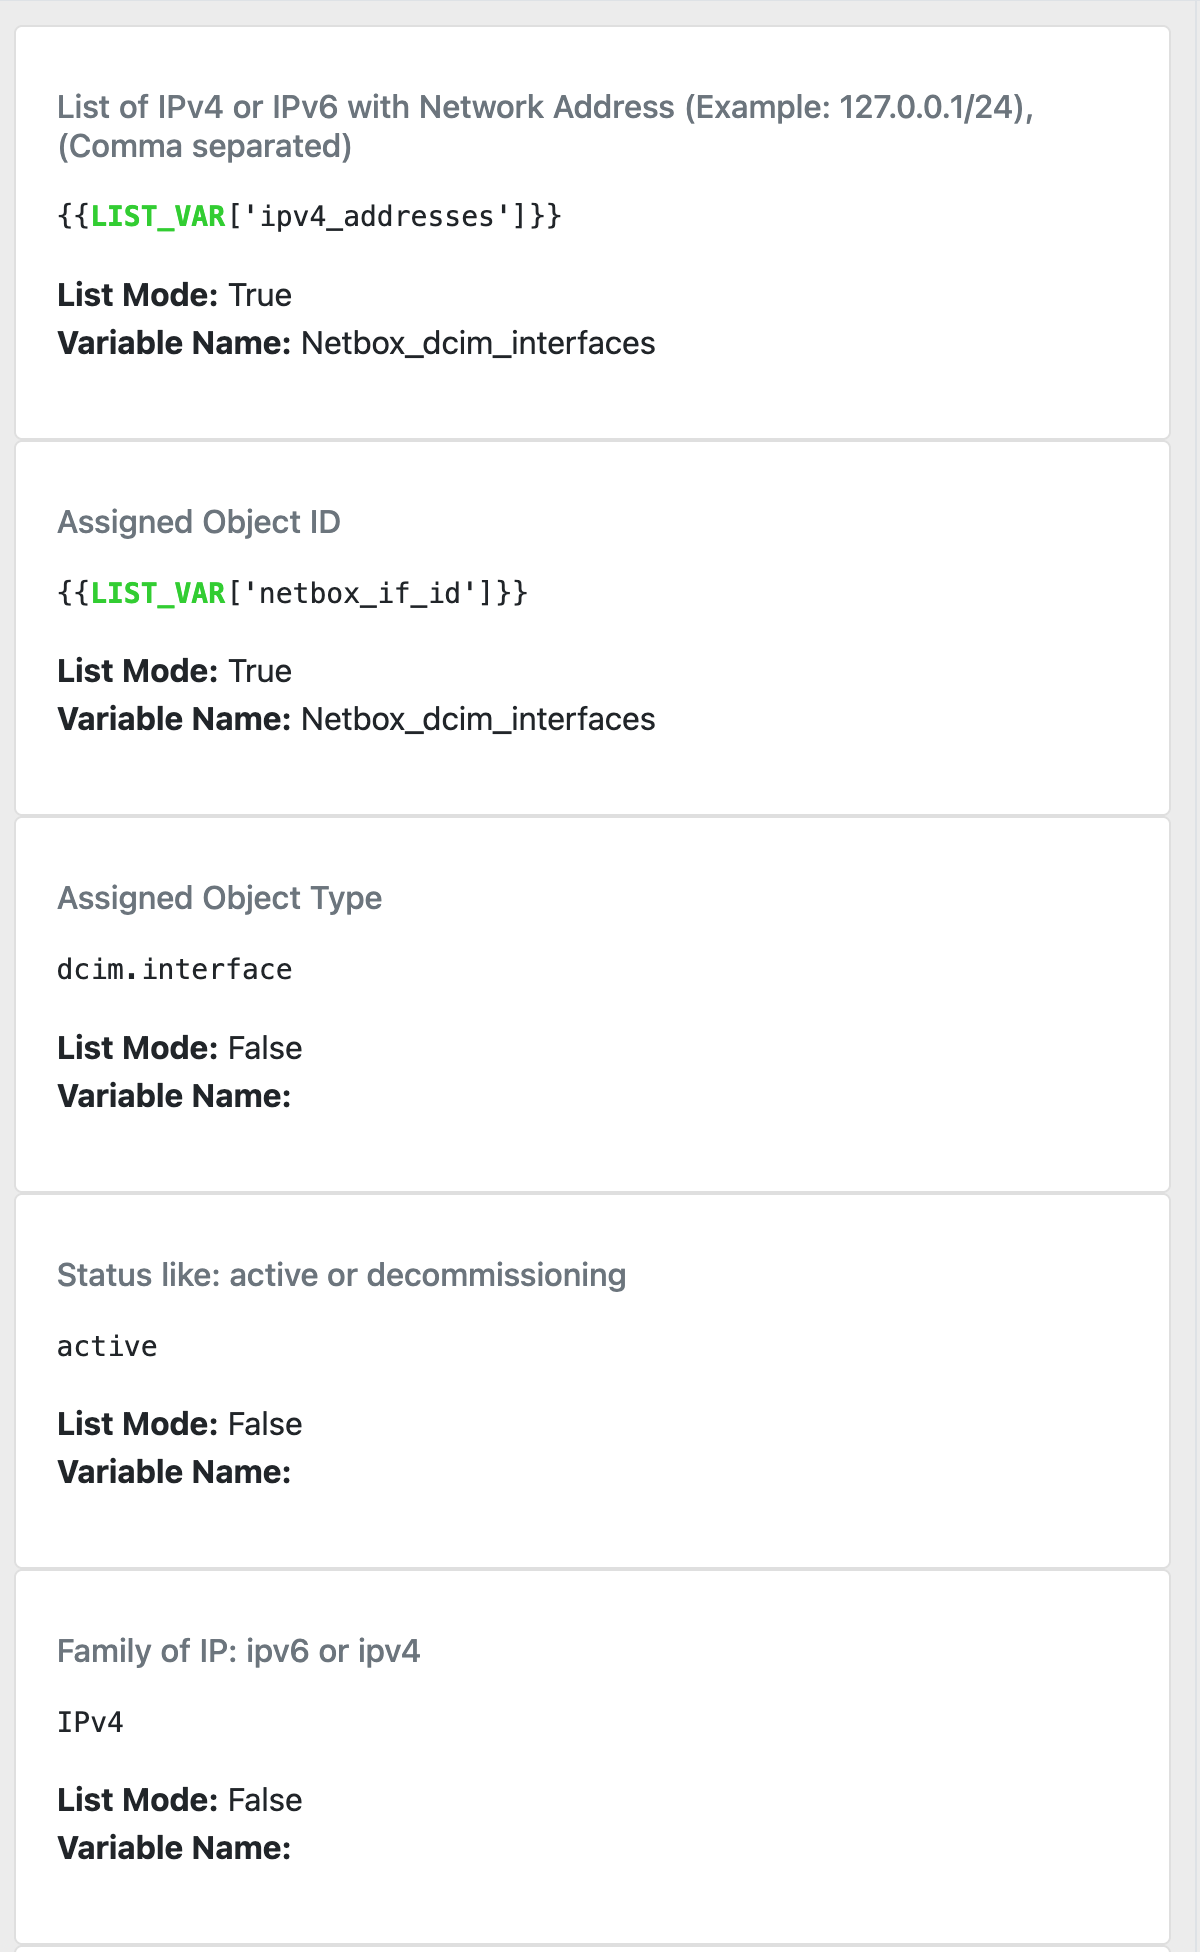 List of IPv4 or IPv6 with Network Address (Example: 127.0.0.1/24),
(Comma separated)
{{LIST_VAR['ipv4_addresses']}}
List Mode: True
Variable Name: Netbox_dcim_interfaces
Assigned Object ID
{{LIST_VAR['netbox_if_id']}}
List Mode: True
Variable Name: Netbox_dcim_interfaces
Assigned Object Type
dcim.interface
List Mode: False
Variable Name:
Status like: active or decommissioning
active
List Mode: False
Variable Name:
Family of IP: ipv6 or ipv4
IPv4
List Mode: False
Variable Name: